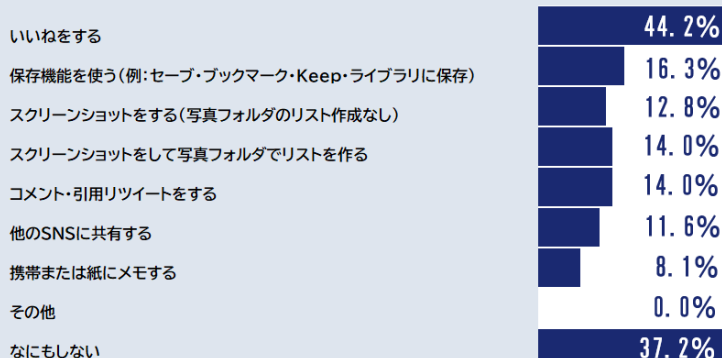 いいねをする 44.2%
保存機能を使う(例：セーブ・ブックマーク・Keep・ライブラリに保存) 16.3%
スクリーンショットをする(写真フォルダのリスト作成なし) 12.8%
スクリーンショットをして写真フォルダでリストを作る 14.0%
コメント・引用リツイートをする 14.0%
他のSNSに共有する 11.6%
携帯または紙にメモする 8.1%
その他 0.0%
なにもしない 37.2%